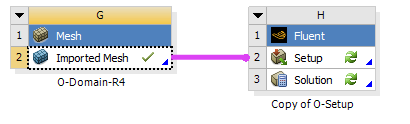 G
1 Mesh
2 Imported Mesh
O-Domain-R4
H
1 Fluent
2 Setup
3 Solution
Copy of O-Setup